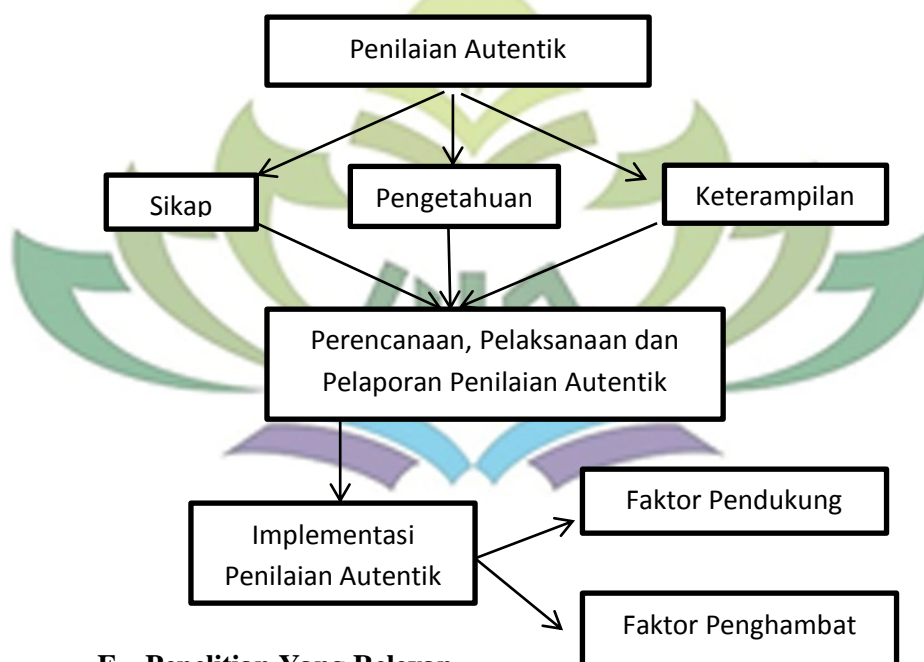 Penilaian Autentik
Sikap
Pengetahuan
Keterampilan
Perencanaan, Pelaksanaan dan
Pelaporan Penilaian Autentik
Implementasi
Penilaian Autentik
Faktor Pendukung
Faktor Penghambat
E. Penelitian Yang Relevan